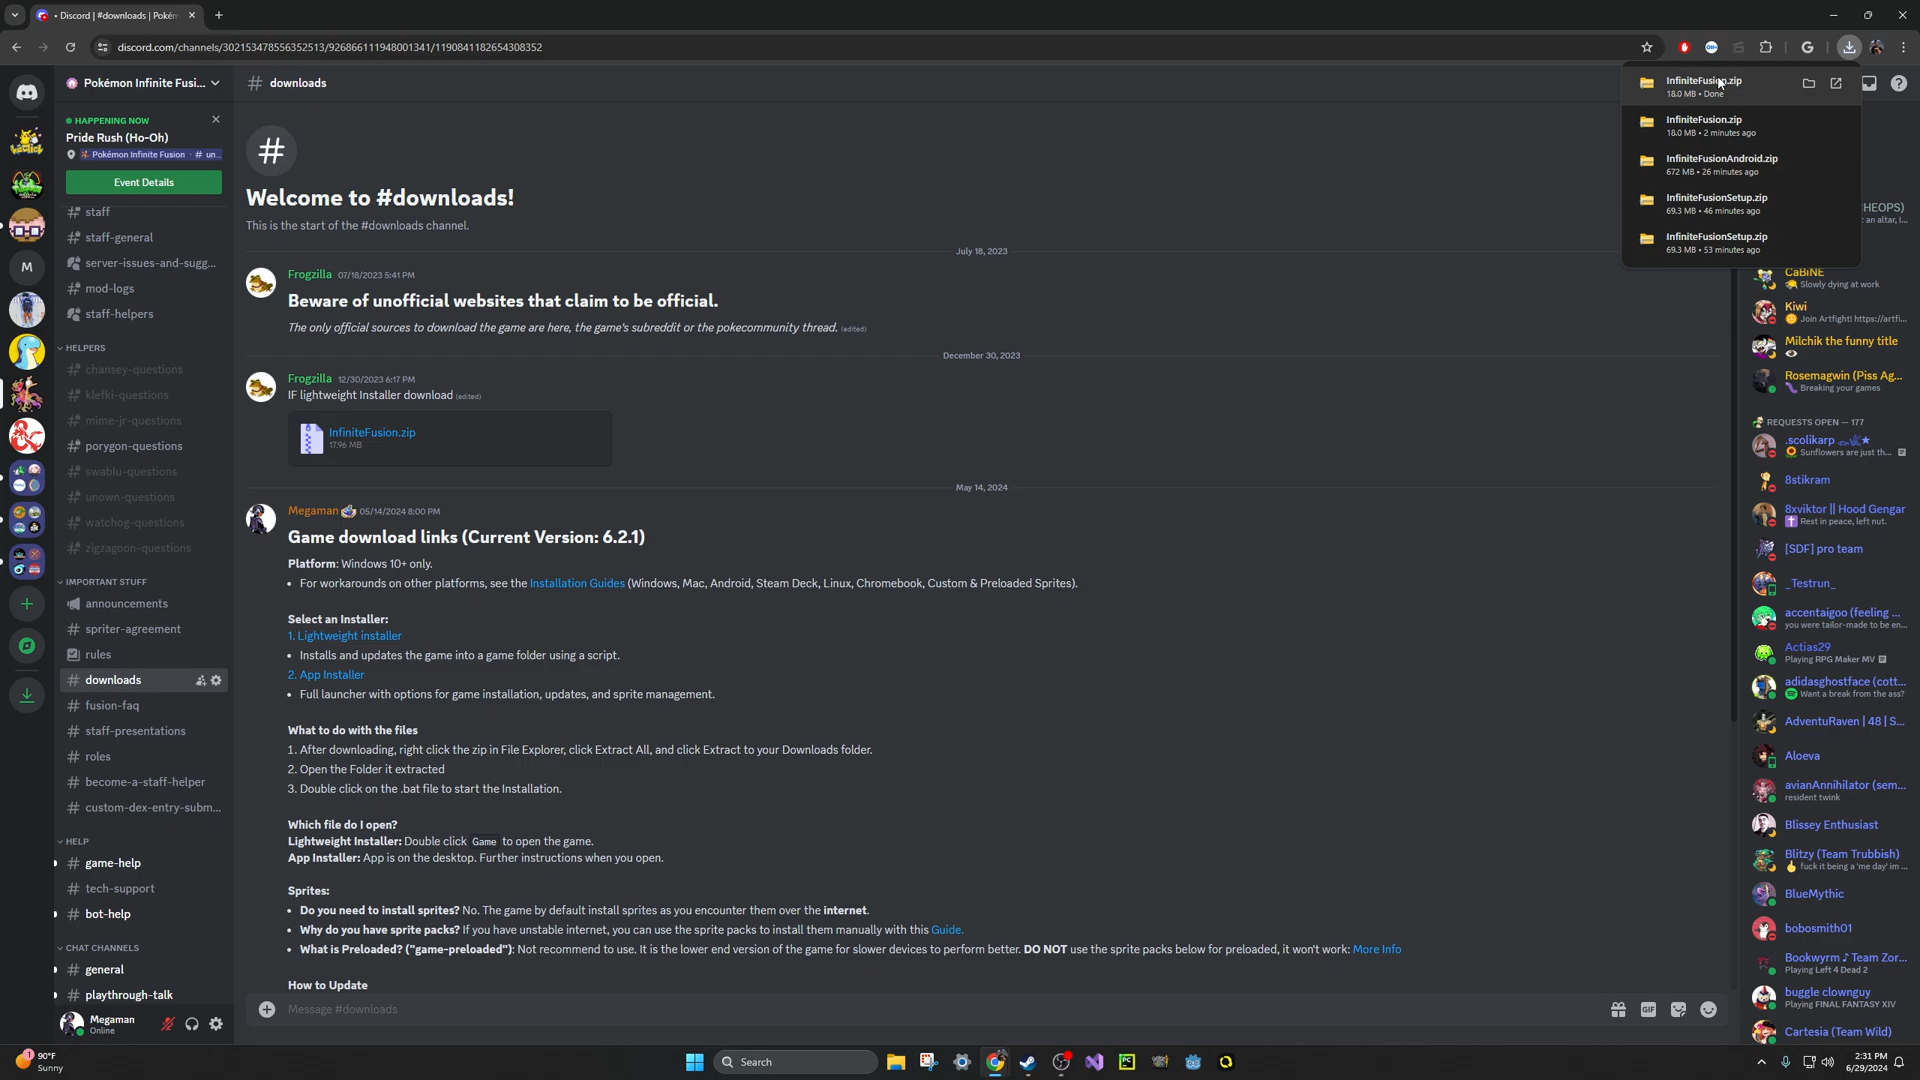 • Discord | #downloads | Pokém
discord.com/channels/302153478556352513/926866111948001341/1190841182654308352
Pokémon Infinite Fusi...
downloads
HAPPENING NOW
Pride Rush (Ho-Oh)
Pokémon Infinite Fusion
# un...
Event Details
staff
staff-general
server-issues-and-sugg...
mod-logs
staff-helpers
HELPERS
chansey-questions
klefki-questions
mime-jr-questions
porygon-questions
swablu-questions
unown-questions
watchog-questions
zigzagoon-questions
IMPORTANT STUFF
announcements
spriter-agreement
rules
downloads
fusion-faq
staff-presentations
roles
become-a-staff-helper
custom-dex-entry-subm...
HELP
game-help
tech-support
bot-help
CHAT CHANNELS
general
playthrough-talk
Megaman
Online
M
Welcome to #downloads!
This is the start of the #downloads channel.
July 18, 2023
Frogzilla 07/18/2023 5:41 PM
Beware of unofficial websites that claim to be official.
The only official sources to download the game are here, the game's subreddit or the pokecommunity thread. (edited)
December 30, 2023
Frogzilla 12/30/2023 6:17 PM
IF lightweight Installer download (edited)
InfiniteFusion.zip
17.96 MB
May 14, 2024
Megaman 05/14/2024 8:00 PM
Game download links (Current Version: 6.2.1)
Platform: Windows 10+ only.
• For workarounds on other platforms, see the Installation Guides (Windows, Mac, Android, Steam Deck, Linux, Chromebook, Custom & Preloaded Sprites).
Select an Installer:
1. Lightweight installer
• Installs and updates the game into a game folder using a script.
2. App Installer
• Full launcher with options for game installation, updates, and sprite management.
What to do with the files
1. After downloading, right click the zip in File Explorer, click Extract All, and click Extract to your Downloads folder.
2. Open the Folder it extracted
3. Double click on the .bat file to start the Installation.
Which file do I open?
Lightweight Installer: Double click Game to open the game.
App Installer: App is on the desktop. Further instructions when you open.
Sprites:
• Do you need to install sprites? No. The game by default install sprites as you encounter them over the internet.
• Why do you have sprite packs? If you have unstable internet, you can use the sprite packs to install them manually with this Guide.
• What is Preloaded? ("game-preloaded"): Not recommend to use. It is the lower end version of the game for slower devices to perform better. DO NOT use the sprite packs below for preloaded, it won't work: More Info
How to Update
Message #downloads
GIF
InfiniteFusion.zip
18.0 MB • Done
InfiniteFusion.zip
18.0 MB • 2 minutes ago
InfiniteFusionAndroid.zip
672 MB • 26 minutes ago
InfiniteFusionSetup.zip
69.3 MB • 46 minutes ago
InfiniteFusionSetup.zip
69.3 MB • 53 minutes ago
HEOPS)
an altar, I...
CaBiNE
Slowly dying at work
Kiwi
Join Artfight! https://artfi...
Milchik the funny title
Rosemagwin (Piss Ag...
Breaking your games
REQUESTS OPEN — 177
.scolikarp
Sunflowers are just th...
8stikram
8xviktor || Hood Gengar
Rest in peace, left nut.
[SDF] pro team
_Testrun_
accentaigoo (feeling ...
you were tailor-made to be en...
Actias29
Playing RPG Maker MV
adidasghostface (cott...
Want a break from the ass?
AdventuRaven | 48 | S...
Aloeva
avianAnnihilator (sem...
resident twink
Blissey Enthusiast
Blitzy (Team Trubbish)
fuck it being a 'me day' im ...
BlueMythic
bobosmith01
Bookwyrm ♪ Team Zor...
Playing Left 4 Dead 2
buggle clownguy
Playing FINAL FANTASY XIV
Cartesia (Team Wild)
90°F
Sunny
Search
2:31 PM
6/29/2024